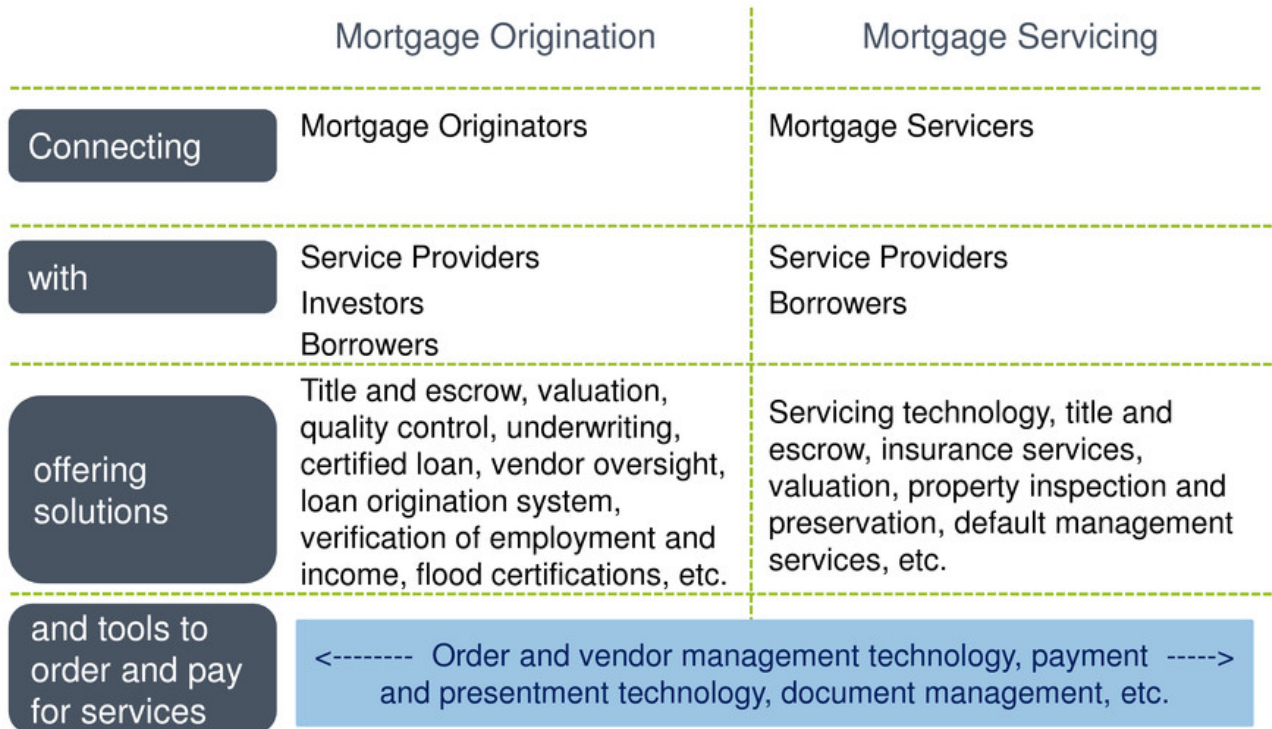 Mortgage Origination
Mortgage Servicing
Connecting
Mortgage Originators
Mortgage Servicers
with
Service Providers
Investors
Borrowers
Service Providers
Borrowers
offering
solutions
Title and escrow, valuation,
quality control, underwriting,
certified loan, vendor oversight,
loan origination system,
verification of employment and
income, flood certifications, etc.
Servicing technology, title and
escrow, insurance services,
valuation, property inspection and
preservation, default management
services, etc.
and tools to
order and pay
for services
<-------- Order and vendor management technology, payment ----->
and presentment technology, document management, etc.